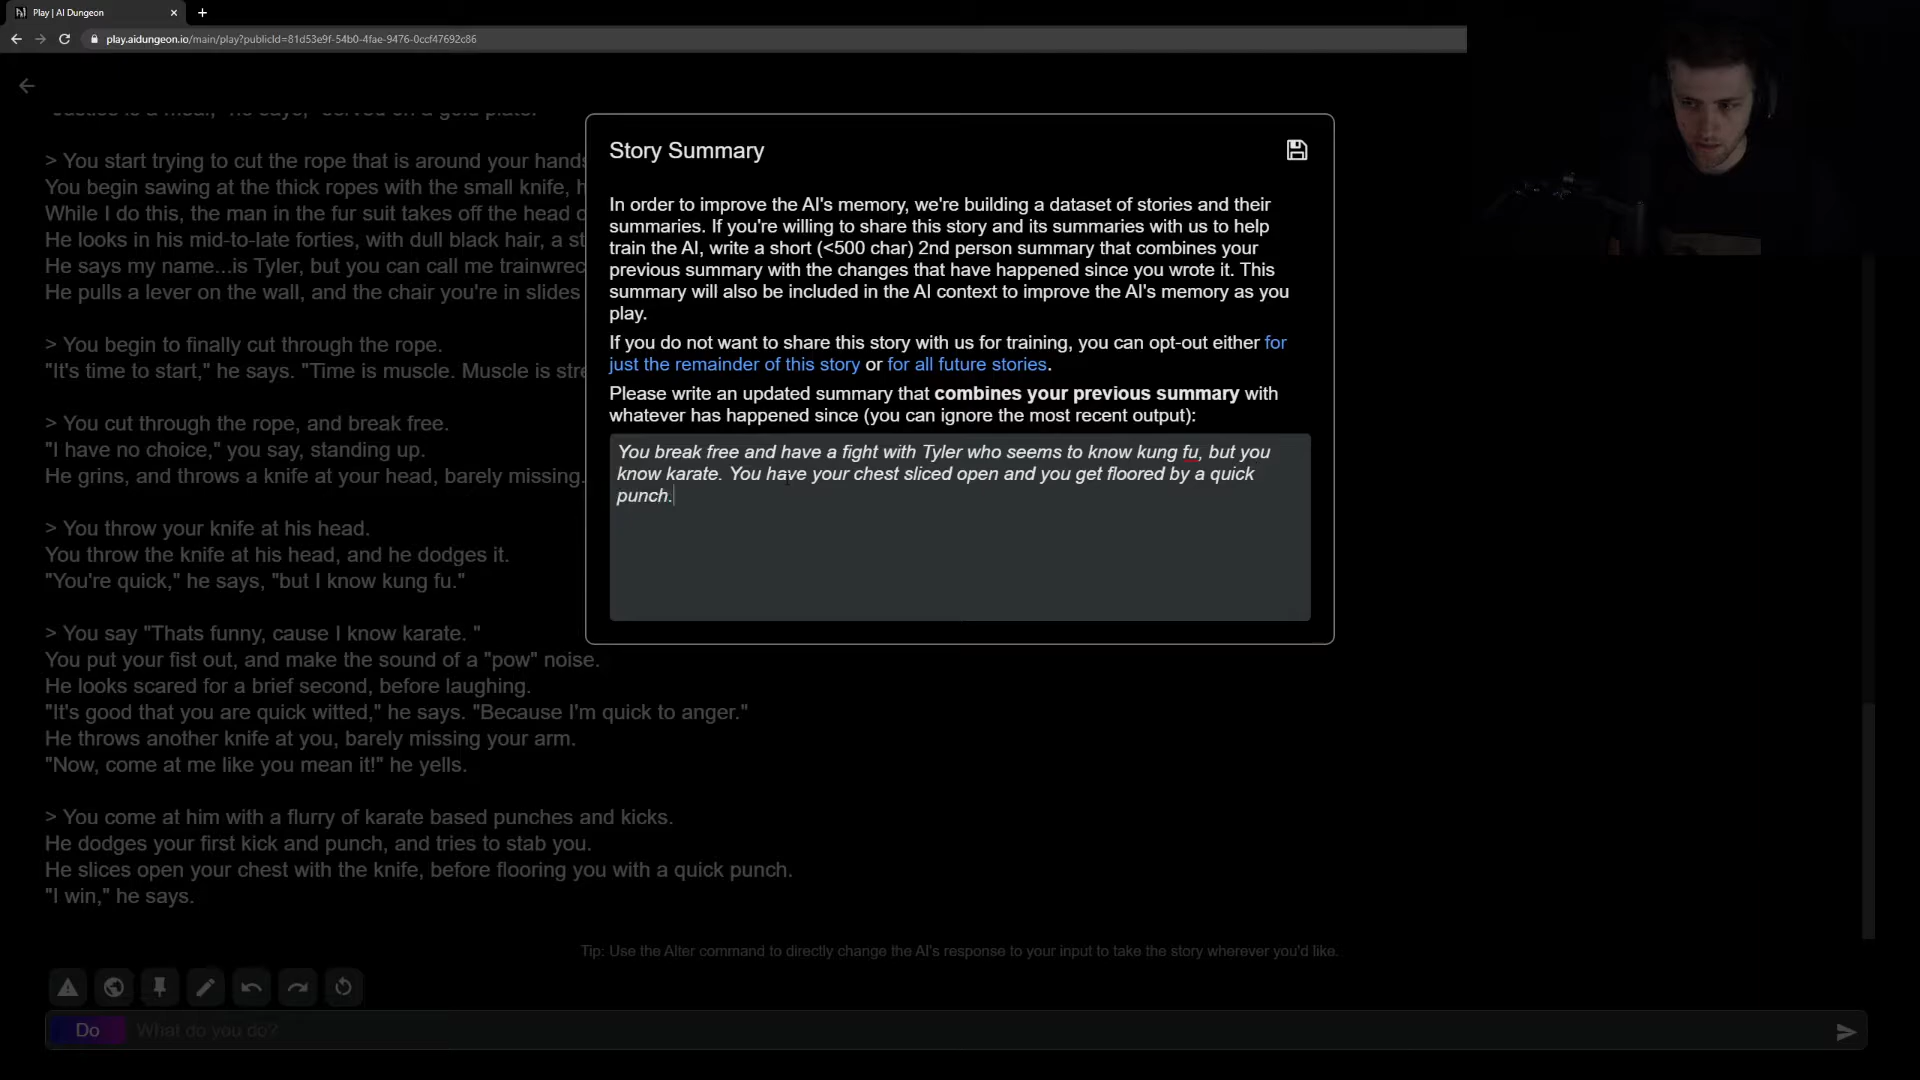 Play | AI Dungeon
play.aidungeon.io/main/play?publicId=81d53e9f-54b0-4fae-9476-0ccf47692c86
"Justice is a meal," he says, "served on a gold plate."
> You start trying to cut the rope that is around your hands
You begin sawing at the thick ropes with the small knife, h
While I do this, the man in the fur suit takes off the head o
He looks in his mid-to-late forties, with dull black hair, a st
He says my name...is Tyler, but you can call me trainwrec
He pulls a lever on the wall, and the chair you're in slides
> You begin to finally cut through the rope.
"It's time to start," he says. "Time is muscle. Muscle is stre
> You cut through the rope, and break free.
"I have no choice," you say, standing up.
He grins, and throws a knife at your head, barely missing.
> You throw your knife at his head.
You throw the knife at his head, and he dodges it.
"You're quick," he says, "but I know kung fu."
> You say "Thats funny, cause I know karate. "
You put your fist out, and make the sound of a "pow" noise.
He looks scared for a brief second, before laughing.
"It's good that you are quick witted," he says. "Because I'm quick to anger."
He throws another knife at you, barely missing your arm.
"Now, come at me like you mean it!" he yells.
> You come at him with a flurry of karate based punches and kicks.
He dodges your first kick and punch, and tries to stab you.
He slices open your chest with the knife, before flooring you with a quick punch.
"I win," he says.
Story Summary
In order to improve the AI's memory, we're building a dataset of stories and their
summaries. If you're willing to share this story and its summaries with us to help
train the AI, write a short (<500 char) 2nd person summary that combines your
previous summary with the changes that have happened since you wrote it. This
summary will also be included in the AI context to improve the AI's memory as you
play.
If you do not want to share this story with us for training, you can opt-out either for
just the remainder of this story or for all future stories.
Please write an updated summary that combines your previous summary with
whatever has happened since (you can ignore the most recent output):
You break free and have a fight with Tyler who seems to know kung fu, but you
know karate. You have your chest sliced open and you get floored by a quick
punch.
Tip: Use the Alter command to directly change the AI's response to your input to take the story wherever you'd like.
Do What do you do?